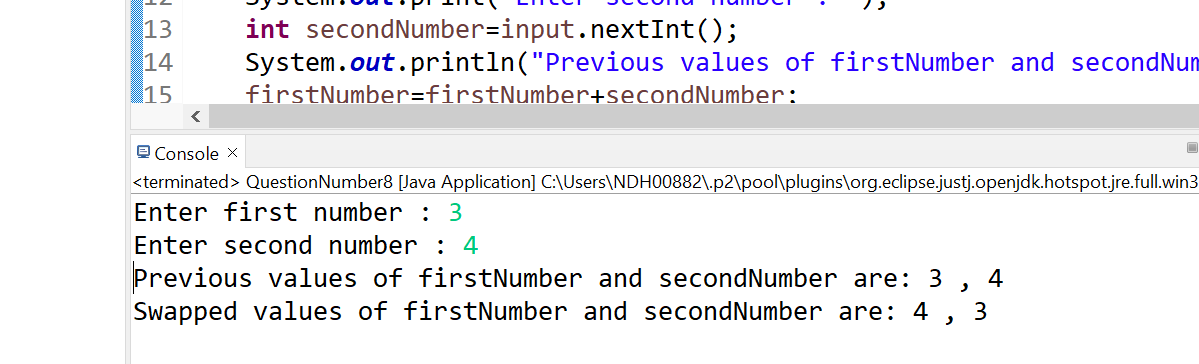 12 System.out.print("Enter second number : ");
13 int secondNumber=input.nextInt();
14 System.out.println("Previous values of firstNumber and secondNum
15 firstNumber=firstNumber+secondNumber;
Console
<terminated> QuestionNumber8 [Java Application] C:\Users\NDH00882\.p2\pool\plugins\org.eclipse.justj.openjdk.hotspot.jre.full.win3
Enter first number : 3
Enter second number : 4
Previous values of firstNumber and secondNumber are: 3 , 4
Swapped values of firstNumber and secondNumber are: 4 , 3